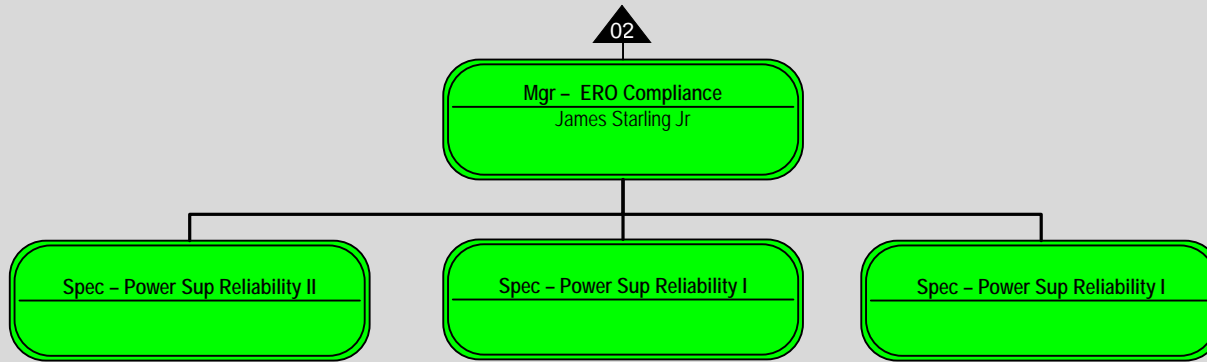 02
Mgr – ERO Compliance
James Starling Jr
Spec – Power Sup Reliability II
Spec – Power Sup Reliability I
Spec – Power Sup Reliability I